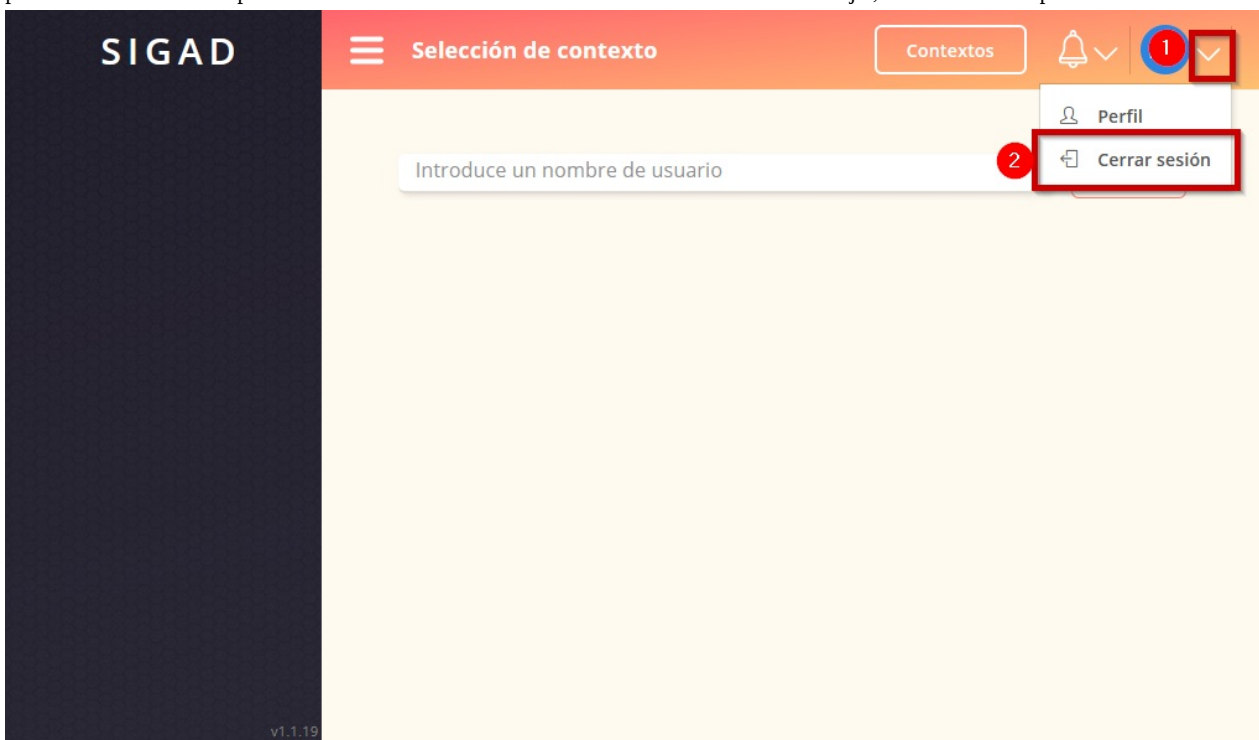 SIGAD
Selección de contexto
Contextos
1
Perfil
2
Cerrar sesión
Introduce un nombre de usuario
v1.1.19